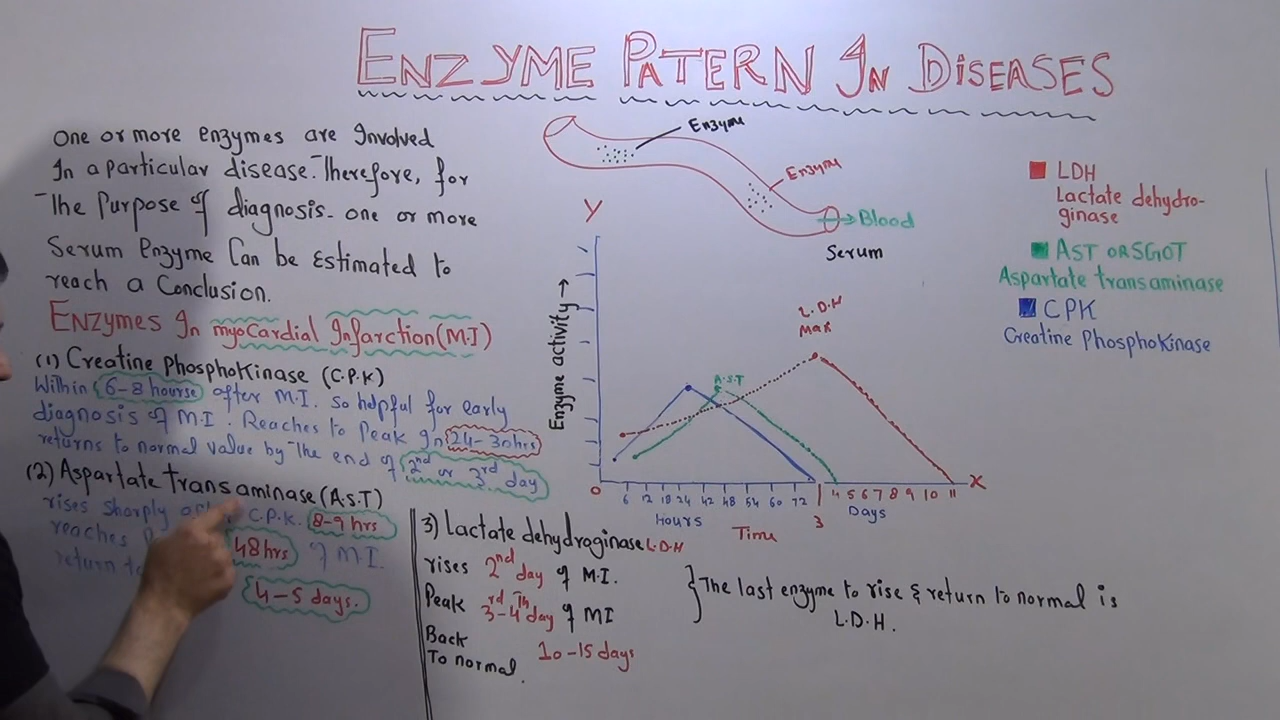 ENZYME PATERN IN DISEASES
One or more enzymes are Involved
In a particular disease. Therefore, for
The Purpose of diagnosis. one or more
Serum Enzyme Can be Estimated to
reach a Conclusion.
ENZYMES In myoCardial Infarction (M.I)
(1) Creatine PhosphoKinase (C.P.K)
Within 6-8 hourse after M.I. So helpful for early
diagnosis of M.I. Reaches to Peak In 24-30hrs
returns to normal value by The end of 2nd or 3rd day
(2) Aspartate transaminase (A.S.T)
rises sharply C.P.K. 8-9 hrs
reaches 48hrs of M.I.
return
4-5 days.
Enzyme
Enzyme
Blood
Serum
Y
Enzyme activity →
L.D.H
Max
A.S.T
X
0
6 12 18 24 42 48 54 60 72 4 5 6 7 8 9 10 11
3
Hours
Time
Days
LDH
Lactate dehydro-
ginase
AST OR SGOT
Aspartate transaminase
CPK
Creatine PhosphoKinase
3) Lactate dehydroginase L.D.H
rises 2nd day of M.I.
Peak 3rd-4Th day of MI
Back
To normal. 10-15 days
} The last enzyme to rise & return to normal is
L.D.H.